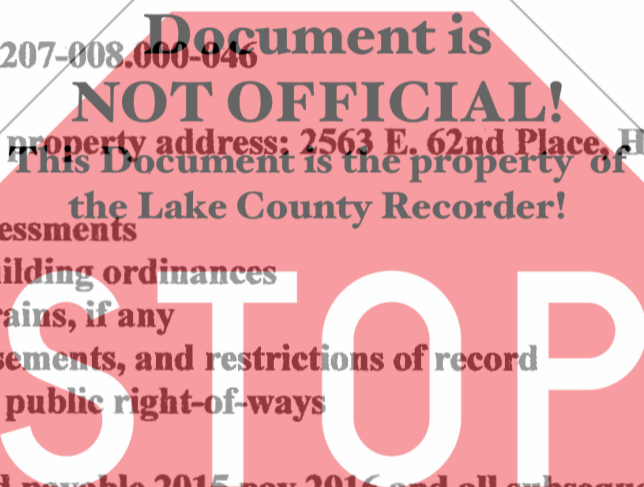 Document is
207-008.000-046
NOT OFFICIAL!
property address: 2563 E. 62nd Place, H
This Document is the property of
the Lake County Recorder!
essments
ilding ordinances
rains, if any
sements, and restrictions of record
public right-of-ways
STOP
d payable 2015 pay 2016 and all subseque